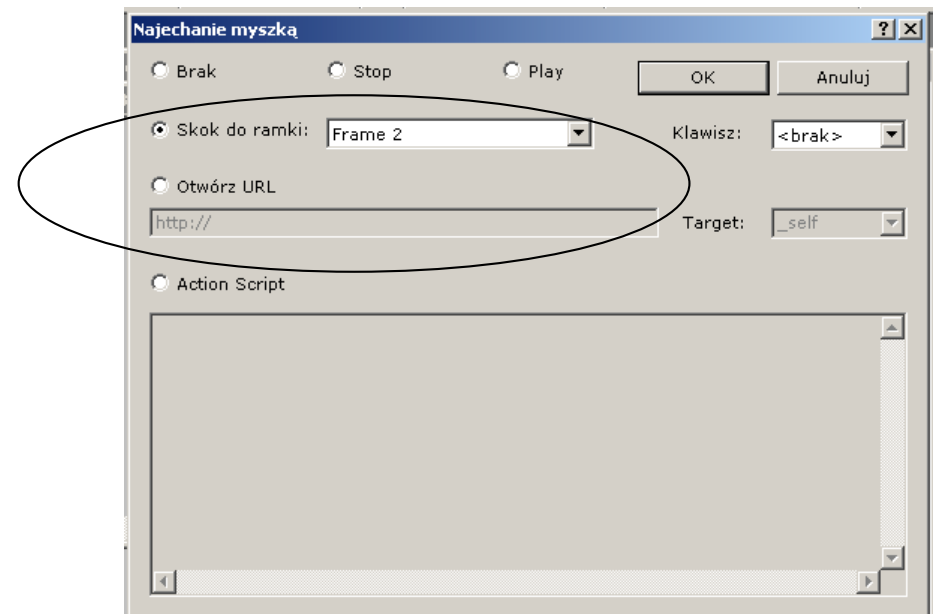 Najechanie myszką
Brak Stop Play OK Anuluj
Skok do ramki: Frame 2 Klawisz: <brak>
Otwórz URL
http:// Target: _self
Action Script